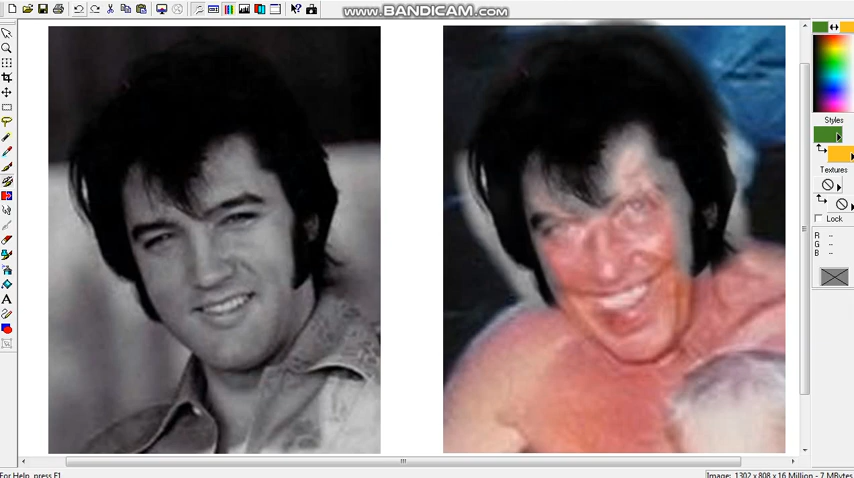 www.BANDICAM.com
Styles
Textures
Lock
R --
G --
B --
For Help, press F1
Image: 1302 x 808 x 16 Million - 7 MBytes